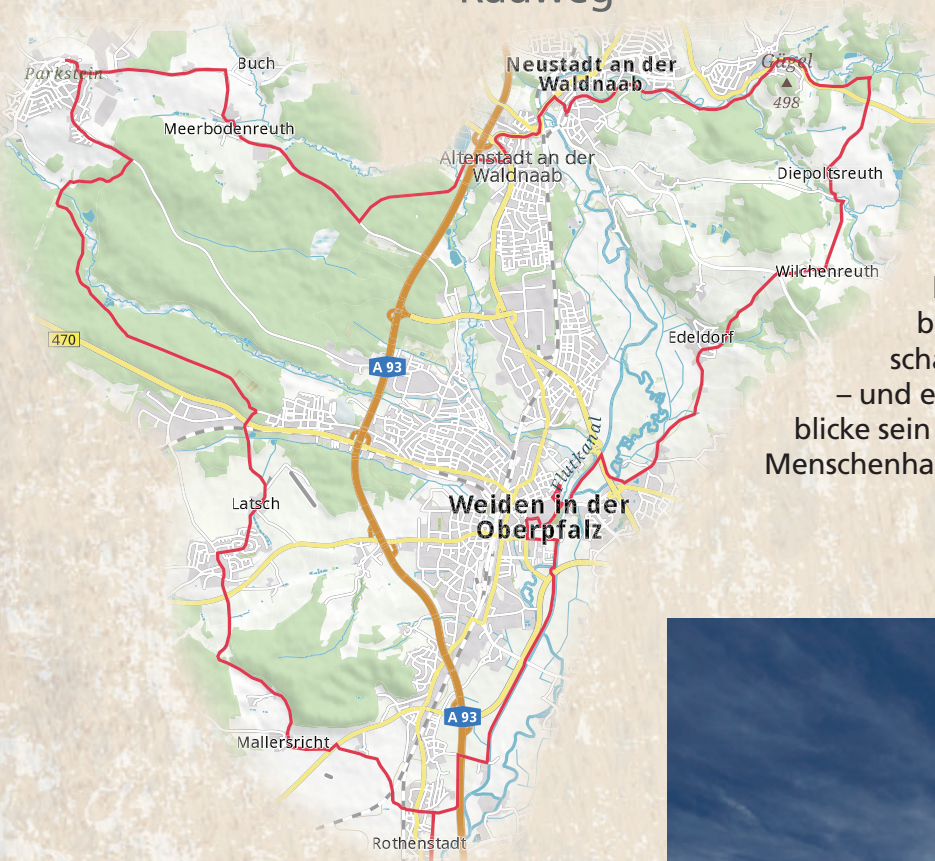 Radweg
Parkstein
Buch
Meerbodenreuth
Neustadt an der
Waldnaab
Gügel
498
Altenstadt an der
Waldnaab
Diepoltsreuth
Wilchenreuth
Edeldorf
470
A 93
b
scha
– und e
blicke sein
Menschenha
Flutkanal
Weiden in der
Oberpfalz
Latsch
A 93
Mallersricht
Rothenstadt